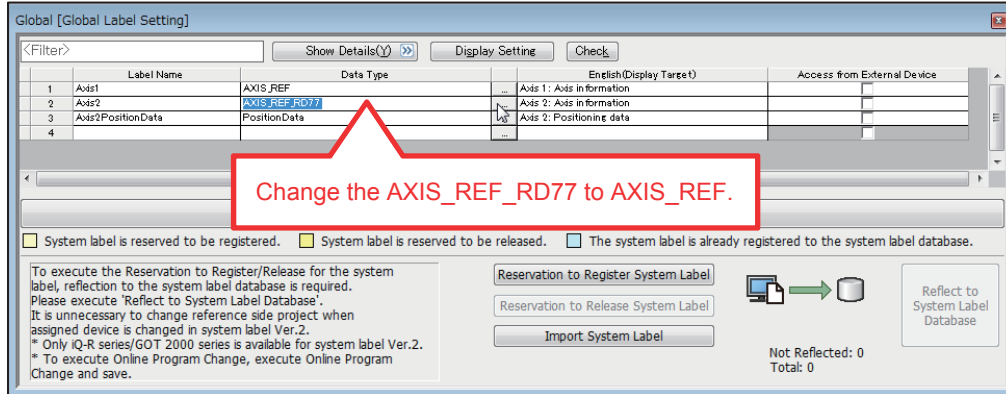 Global [Global Label Setting]
<Filter> Show Details(Y) Display Setting Check
Label Name Data Type English(Display Target) Access from External Device
1 Axis1 AXIS_REF ... Axis 1: Axis information
2 Axis2 AXIS_REF_RD77 ... Axis 2: Axis information
3 Axis2PositionData PositionData Axis 2: Positioning data
4 ...
Change the AXIS_REF_RD77 to AXIS_REF.
System label is reserved to be registered. System label is reserved to be released. The system label is already registered to the system label database.
To execute the Reservation to Register/Release for the system
label, reflection to the system label database is required.
Please execute 'Reflect to System Label Database'.
It is unnecessary to change reference side project when
assigned device is changed in system label Ver.2.
* Only iQ-R series/GOT 2000 series is available for system label Ver.2.
* To execute Online Program Change, execute Online Program
Change and save.
Reservation to Register System Label
Reservation to Release System Label
Import System Label
Not Reflected: 0
Total: 0
Reflect to
System Label
Database